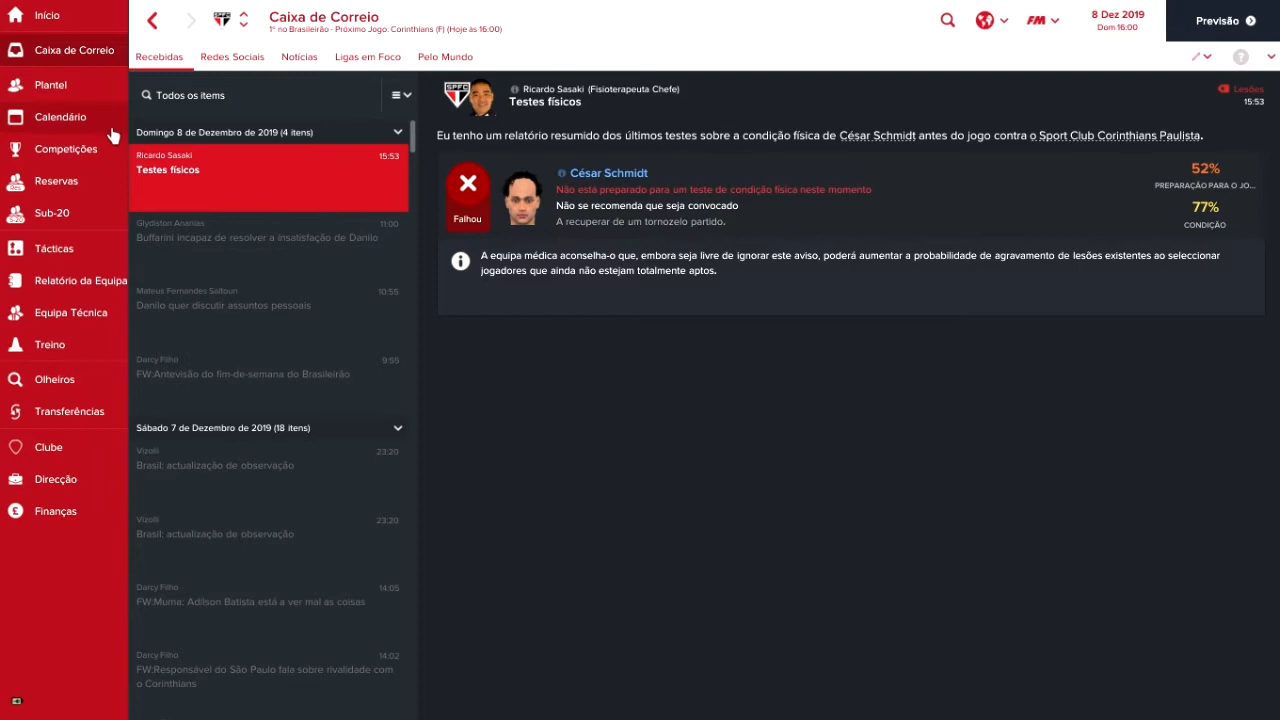 Início
Caixa de Correio
Plantel
Calendário
Competições
Reservas
Sub-20
Tácticas
Relatório da Equipa
Equipa Técnica
Treino
Olheiros
Transferências
Clube
Direcção
Finanças
Caixa de Correio
1º no Brasileirão - Próximo Jogo: Corinthians (F) (Hoje às 16:00)
FM
8 Dez 2019
Dom 16:00
Previsão
Recebidas
Redes Sociais
Notícias
Ligas em Foco
Pelo Mundo
Todos os items
Domingo 8 de Dezembro de 2019 (4 itens)
Ricardo Sasaki 15:53
Testes físicos
Glydiston Ananias 11:00
Buffarini incapaz de resolver a insatisfação de Danilo
Mateus Fernandes Saltoun 10:55
Danilo quer discutir assuntos pessoais
Darcy Filho 9:55
FW:Antevisão do fim-de-semana do Brasileirão
Sábado 7 de Dezembro de 2019 (18 itens)
Vizolli 23:20
Brasil: actualização de observação
Vizolli 23:20
Brasil: actualização de observação
Darcy Filho 14:05
FW:Muma: Adílson Batista está a ver mal as coisas
Darcy Filho 14:02
FW:Responsável do São Paulo fala sobre rivalidade com
o Corinthians
SPFC
Ricardo Sasaki (Fisioterapeuta Chefe)
Testes físicos
Lesões
15:53
Eu tenho um relatório resumido dos últimos testes sobre a condição física de César Schmidt antes do jogo contra o Sport Club Corinthians Paulista.
Falhou
César Schmidt
Não está preparado para um teste de condição física neste momento
Não se recomenda que seja convocado
A recuperar de um tornozelo partido.
52%
PREPARAÇÃO PARA O JO...
77%
CONDIÇÃO
A equipa médica aconselha-o que, embora seja livre de ignorar este aviso, poderá aumentar a probabilidade de agravamento de lesões existentes ao seleccionar
jogadores que ainda não estejam totalmente aptos.